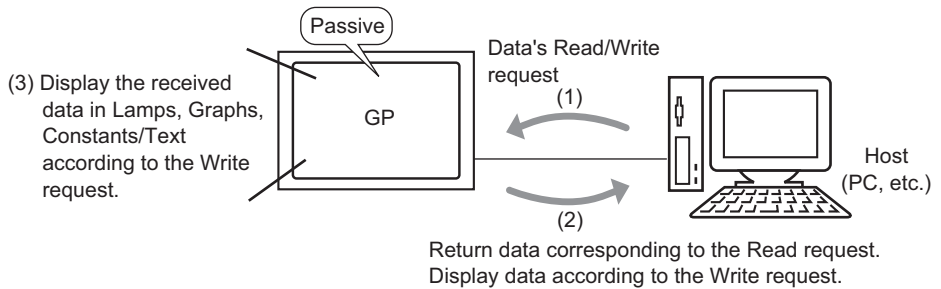 Passive
Data's Read/Write
request
(1)
(3) Display the received
data in Lamps, Graphs,
Constants/Text
according to the Write
request.
GP
Host
(PC, etc.)
(2)
Return data corresponding to the Read request.
Display data according to the Write request.